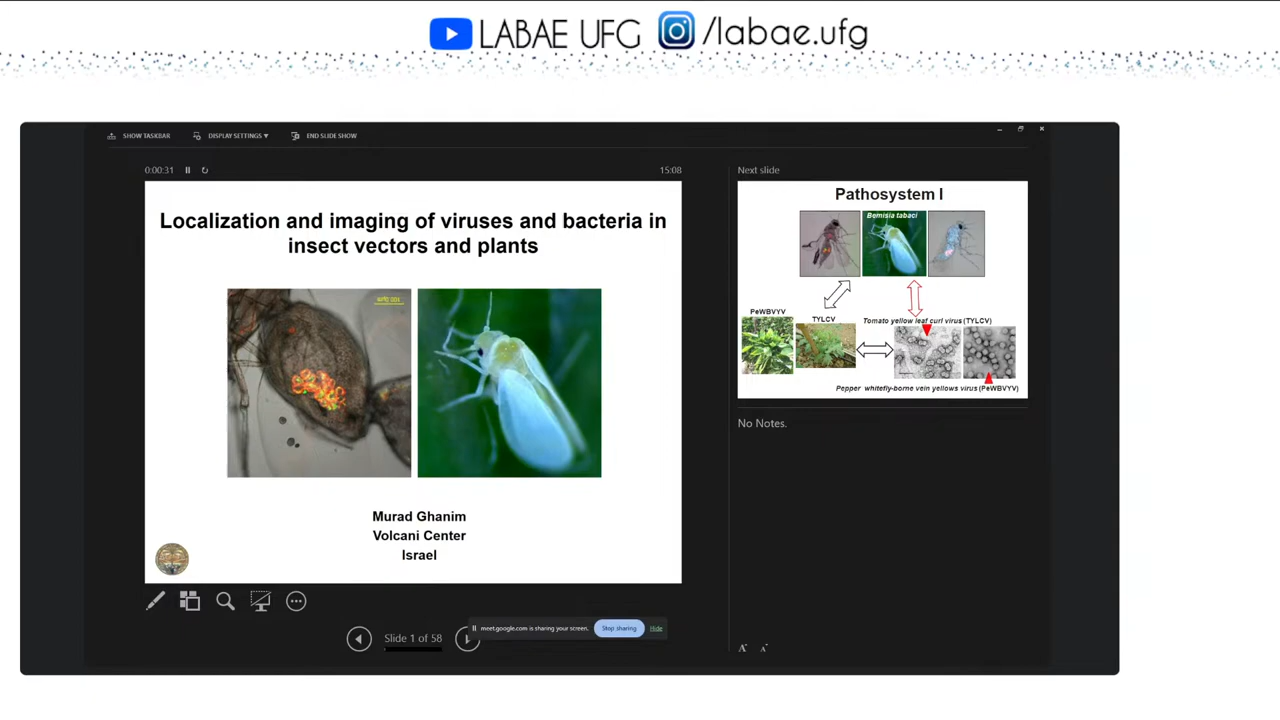 LABAE UFG /labae.ufg
SHOW TASKBAR DISPLAY SETTINGS ▾ END SLIDE SHOW
0:00:31 15:08
Localization and imaging of viruses and bacteria in
insect vectors and plants
Murad Ghanim
Volcani Center
Israel
Next slide
Pathosystem I
Bemisia tabaci
PeWBVYV
TYLCV
Tomato yellow leaf curl virus (TYLCV)
Pepper whitefly-borne vein yellows virus (PeWBVYV)
No Notes.
Slide 1 of 58
meet.google.com is sharing your screen. Stop sharing Hide
A A